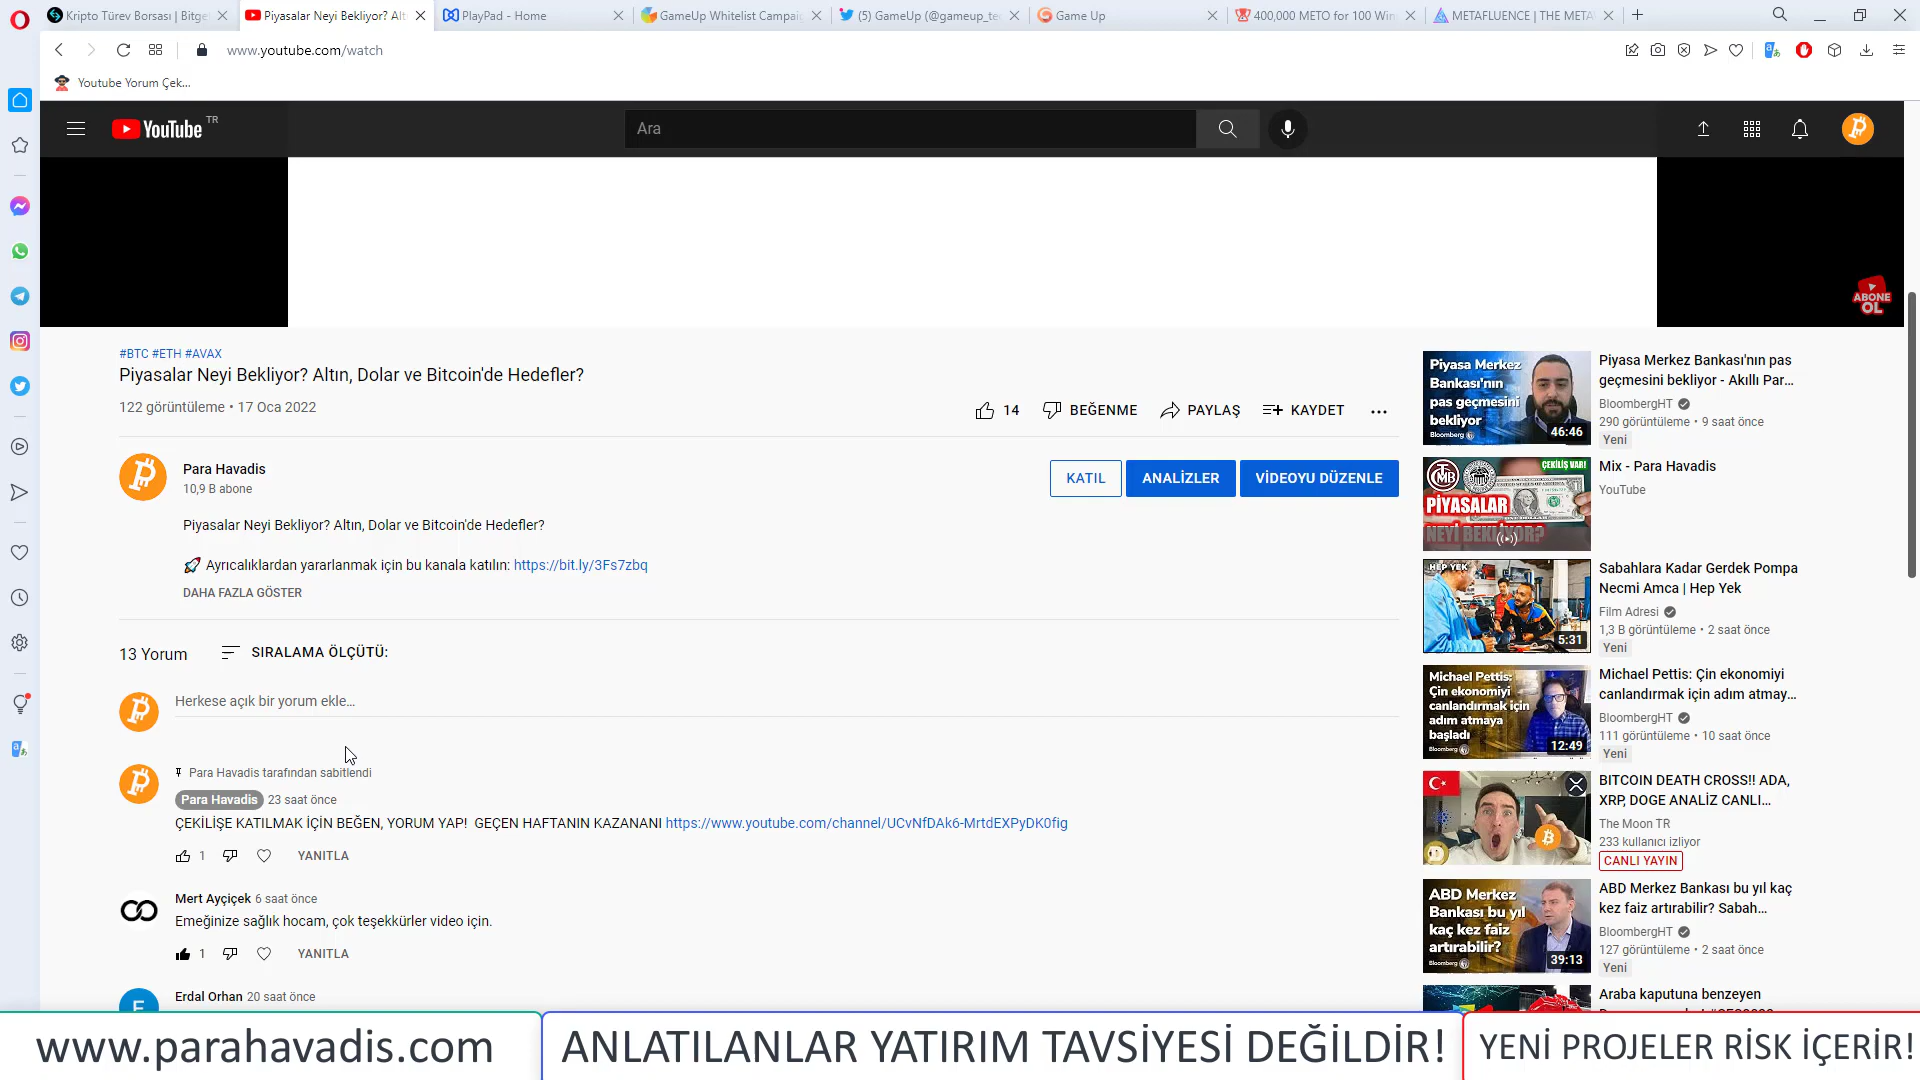 Kripto Türev Borsası | Bitge
Piyasalar Neyi Bekliyor? Alt
PlayPad - Home
GameUp Whitelist Campai
(5) GameUp (@gameup_te
Game Up
400,000 METO for 100 Win
METAFLUENCE | THE META
www.youtube.com/watch
Youtube Yorum Çek...
YouTube TR
Ara
ABONE
OL
#BTC #ETH #AVAX
Piyasalar Neyi Bekliyor? Altın, Dolar ve Bitcoin'de Hedefler?
122 görüntüleme • 17 Oca 2022
14 BEĞENME PAYLAŞ KAYDET
Para Havadis
10,9 B abone
KATIL ANALİZLER VİDEOYU DÜZENLE
Piyasalar Neyi Bekliyor? Altın, Dolar ve Bitcoin'de Hedefler?
🚀 Ayrıcalıklardan yararlanmak için bu kanala katılın: https://bit.ly/3Fs7zbq
DAHA FAZLA GÖSTER
13 Yorum SIRALAMA ÖLÇÜTÜ:
Herkese açık bir yorum ekle...
Para Havadis tarafından sabitlendi
Para Havadis 23 saat önce
ÇEKİLİŞE KATILMAK İÇİN BEĞEN, YORUM YAP! GEÇEN HAFTANIN KAZANANI https://www.youtube.com/channel/UCvNfDAk6-MrtdEXPyDK0fig
1 YANITLA
Mert Ayçiçek 6 saat önce
Emeğinize sağlık hocam, çok teşekkürler video için.
1 YANITLA
E
Erdal Orhan 20 saat önce
Piyasa Merkez
Bankası'nın
pas geçmesini
bekliyor
Bloomberg
46:46
Piyasa Merkez Bankası'nın pas
geçmesini bekliyor - Akıllı Par...
BloombergHT
290 görüntüleme • 9 saat önce
Yeni
ÇEKİLİŞ VAR!
PİYASALAR
NEYİ BEKLİYOR?
Mix - Para Havadis
YouTube
HEP YEK
5:31
Sabahlara Kadar Gerdek Pompa
Necmi Amca | Hep Yek
Film Adresi
1,3 B görüntüleme • 2 saat önce
Yeni
Michael Pettis:
Çin ekonomiyi
canlandırmak için
adım atmaya
başladı
Bloomberg
12:49
Michael Pettis: Çin ekonomiyi
canlandırmak için adım atmay...
BloombergHT
111 görüntüleme • 10 saat önce
Yeni
BITCOIN DEATH CROSS!! ADA,
XRP, DOGE ANALİZ CANLI...
The Moon TR
233 kullanıcı izliyor
CANLI YAYIN
ABD Merkez
Bankası bu yıl
kaç kez faiz
artırabilir?
Bloomberg
39:13
ABD Merkez Bankası bu yıl kaç
kez faiz artırabilir? Sabah...
BloombergHT
127 görüntüleme • 2 saat önce
Yeni
Araba kaputuna benzeyen
www.parahavadis.com
ANLATILANLAR YATIRIM TAVSİYESİ DEĞİLDİR!
YENİ PROJELER RİSK İÇERİR!